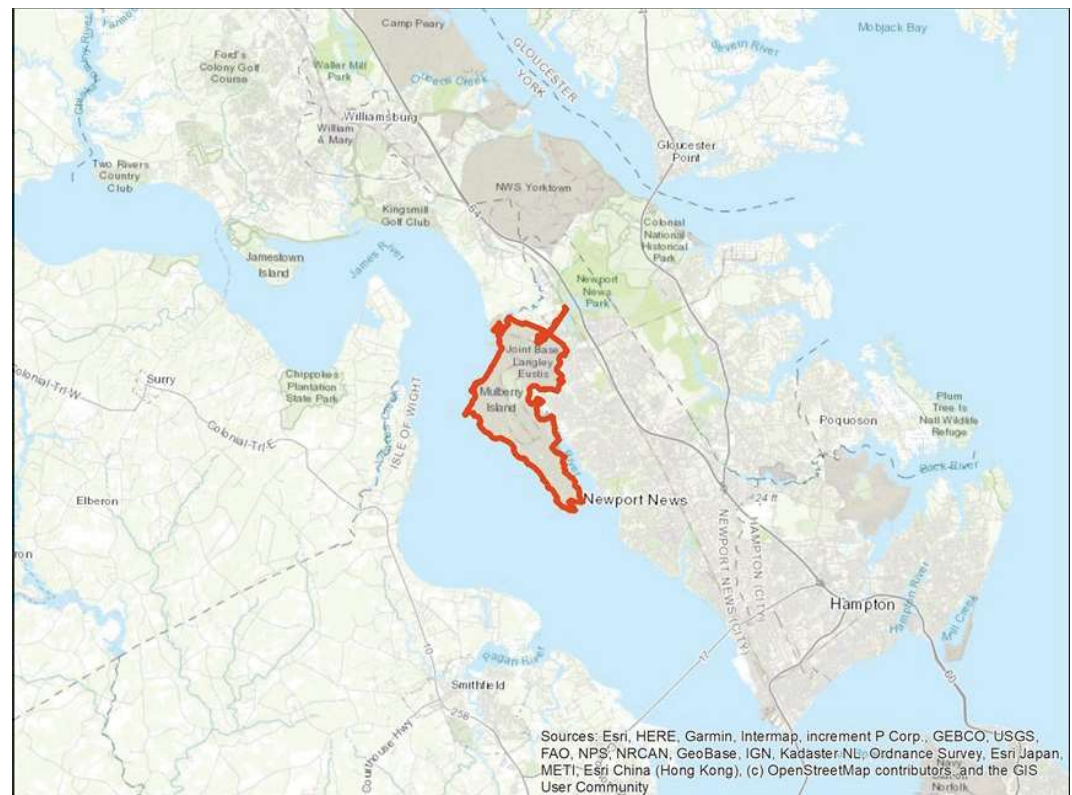 Camp Peary
Mobjack Bay
Severn River
GLOUCESTER
YORK
Ford's
Colony Golf
Course
Waller Mill
Park
Queens Creek
Williamsburg
William
& Mary
Gloucester
Point
Two Rivers
Country
Club
NWS Yorktown
Kingsmill
Golf Club
64
Colonial
National
Historical
Park
Jamestown
Island
James River
Newport
News
Park
Joint Base
Langley
Eustis
Mulberry
Island
Colonial-Trl-W
Surry
Chippokes
Plantation
State Park
Colonial-Trl-E
ISLE OF WIGHT
Plum
Tree Is
Natl Wildlife
Refuge
Poquoson
Back-River
River
Elberon
24 ft
Newport News
NEWPORT NEWS (CITY)
HAMPTON (CITY)
Hampton
Hampton River
Mill Creek
10
17
60
Pagan River
Smithfield
258
Courthouse Hwy
Sources: Esri, HERE, Garmin, Intermap, increment P Corp., GEBCO, USGS,
FAO, NPS, NRCAN, GeoBase, IGN, Kadaster NL, Ordnance Survey, Esri Japan,
METI, Esri China (Hong Kong), (c) OpenStreetMap contributors, and the GIS
User Community
Norfolk